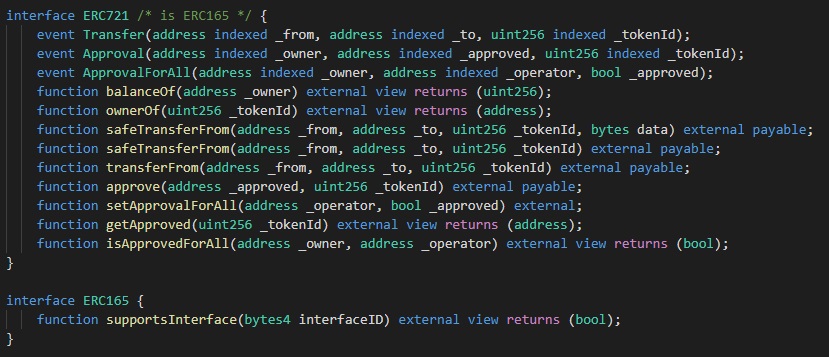 interface ERC721 /* is ERC165 */ {
event Transfer(address indexed _from, address indexed _to, uint256 indexed _tokenId);
event Approval(address indexed _owner, address indexed _approved, uint256 indexed _tokenId);
event ApprovalForAll(address indexed _owner, address indexed _operator, bool _approved);
function balanceOf(address _owner) external view returns (uint256);
function ownerOf(uint256 _tokenId) external view returns (address);
function safeTransferFrom(address _from, address _to, uint256 _tokenId, bytes data) external payable;
function safeTransferFrom(address _from, address _to, uint256 _tokenId) external payable;
function transferFrom(address _from, address _to, uint256 _tokenId) external payable;
function approve(address _approved, uint256 _tokenId) external payable;
function setApprovalForAll(address _operator, bool _approved) external;
function getApproved(uint256 _tokenId) external view returns (address);
function isApprovedForAll(address _owner, address _operator) external view returns (bool);
}
interface ERC165 {
function supportsInterface(bytes4 interfaceID) external view returns (bool);
}